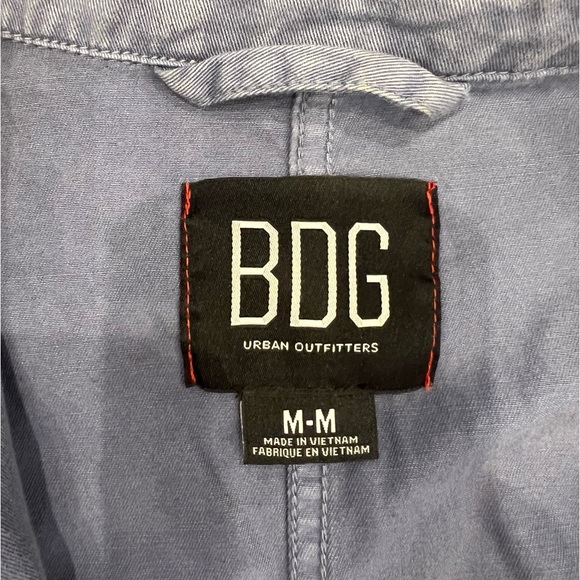 BDG
URBAN OUTFITTERS
M-M
MADE IN VIETNAM
FABRIQUE EN VIETNAM